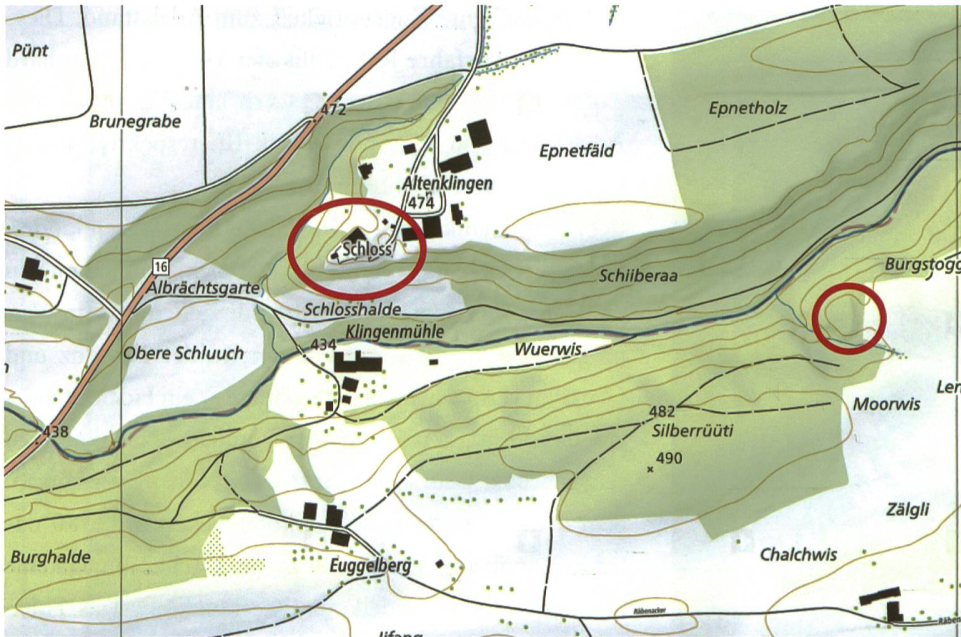 Pünt
472
Brunegrabe
Epnetholz
Epnetfäld
Altenklingen
474
Schloss
16
Schiiberaa
Burgstogg
Albrächtsgarte
Schlosshalde
Klingenmühle
434
Obere Schluuch
Wuerwis
Moorwis
482
Silberrüüti
438
490
Zälgli
Burghalde
Euggelberg
Chalchwis
Räbenacker